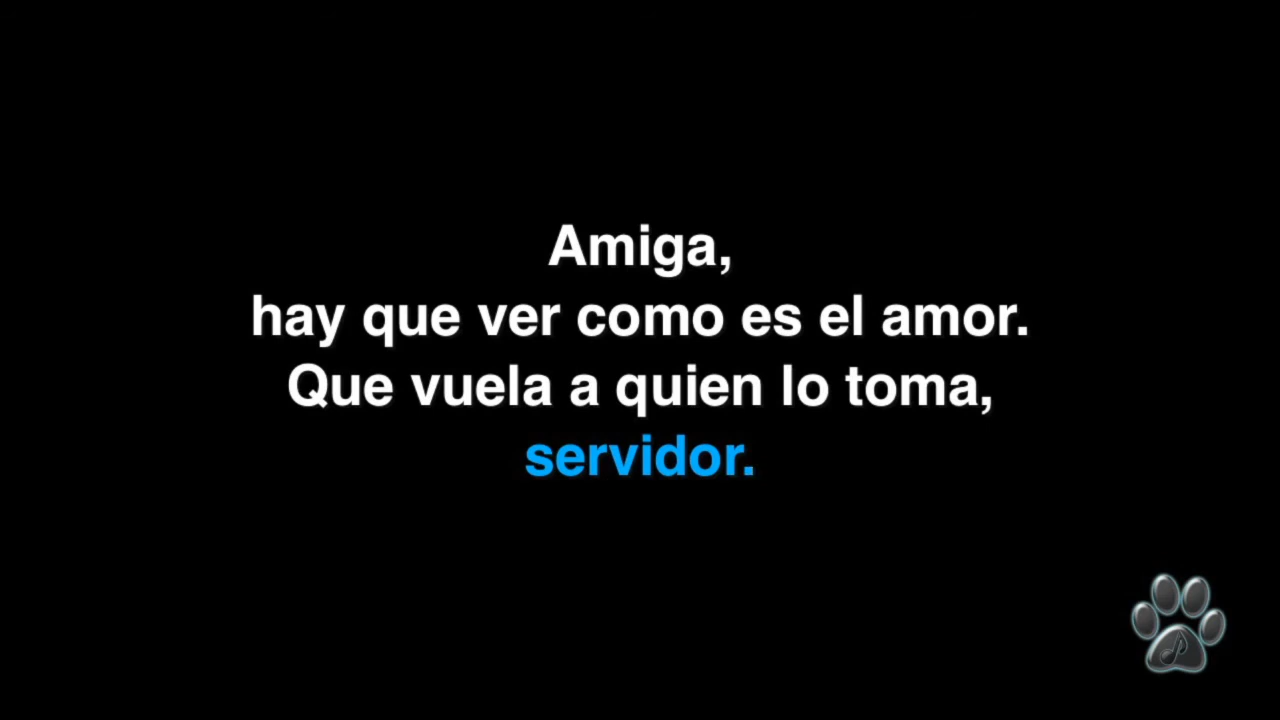 Amiga,
hay que ver como es el amor.
Que vuela a quien lo toma,
servidor.